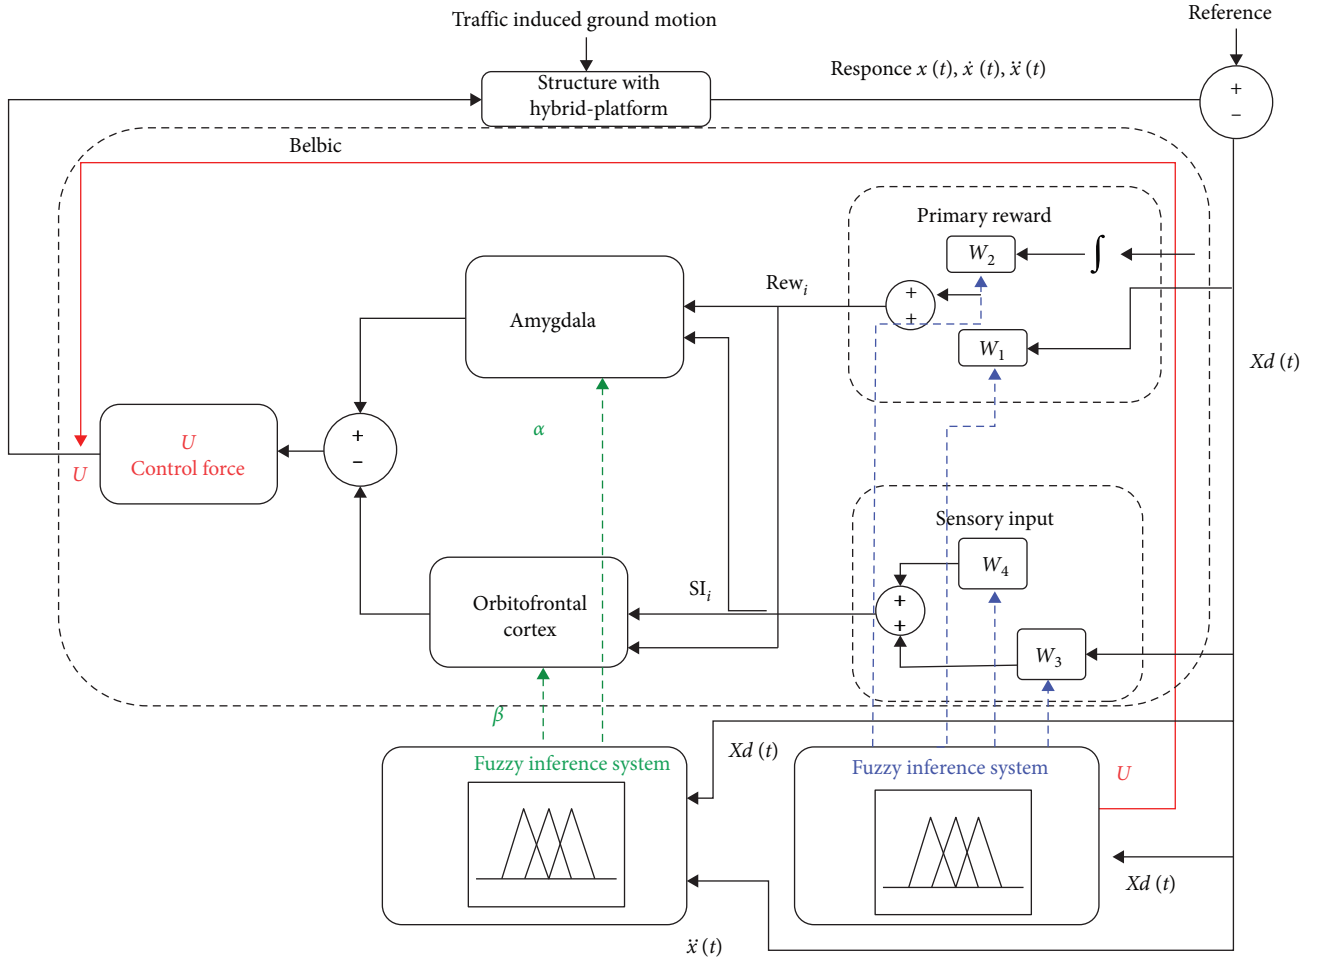 Traffic induced ground motion
Reference
Structure with
hybrid-platform
Responce x (t), ẋ (t), ẍ (t)
+
−
Belbic
Primary reward
W2
∫
Rewi
+
+
Amygdala
W1
Xd (t)
α
+
−
U
Control force
U
Sensory input
W4
SIi
+
+
Orbitofrontal
cortex
W3
β
Xd (t)
Fuzzy inference system
Fuzzy inference system
U
Xd (t)
ẍ (t)